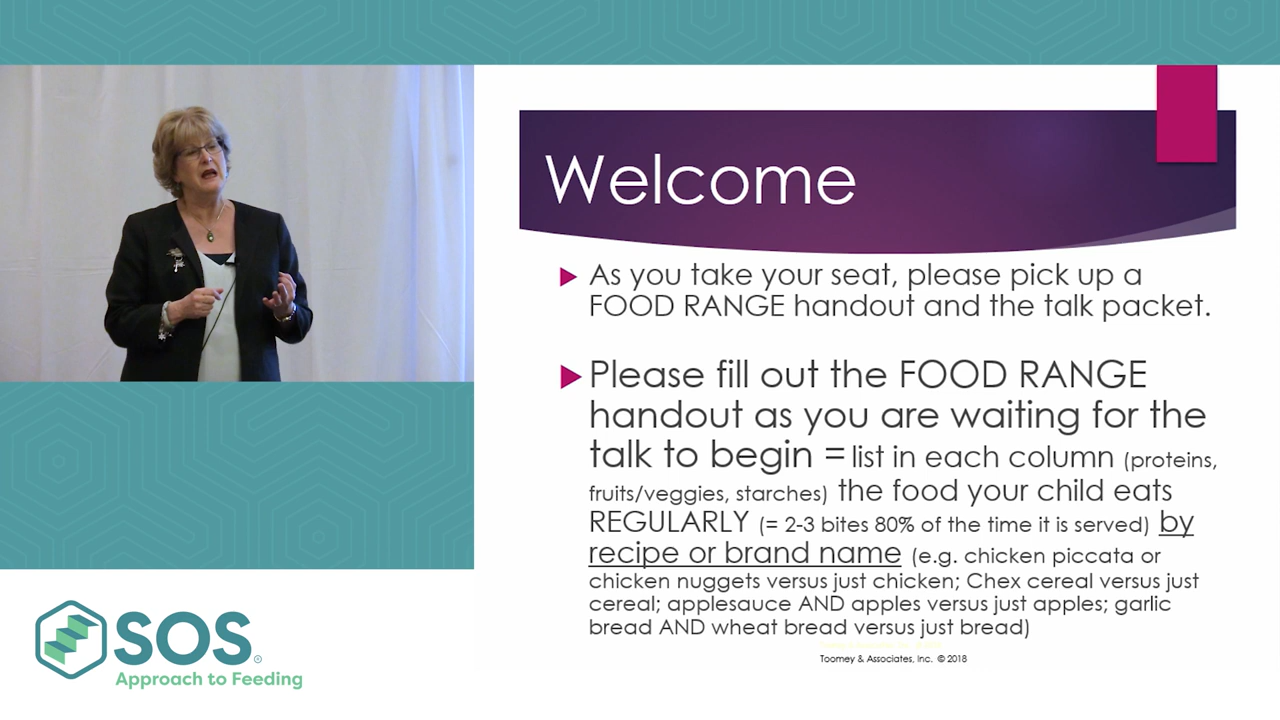 Welcome
As you take your seat, please pick up a
FOOD RANGE handout and the talk packet.
Please fill out the FOOD RANGE
handout as you are waiting for the
talk to begin = list in each column (proteins,
fruits/veggies, starches) the food your child eats
REGULARLY (= 2-3 bites 80% of the time it is served) by
recipe or brand name (e.g. chicken piccata or
chicken nuggets versus just chicken; Chex cereal versus just
cereal; applesauce AND apples versus just apples; garlic
bread AND wheat bread versus just bread)
Toomey & Associates, Inc. © 2018
SOS®
Approach to Feeding